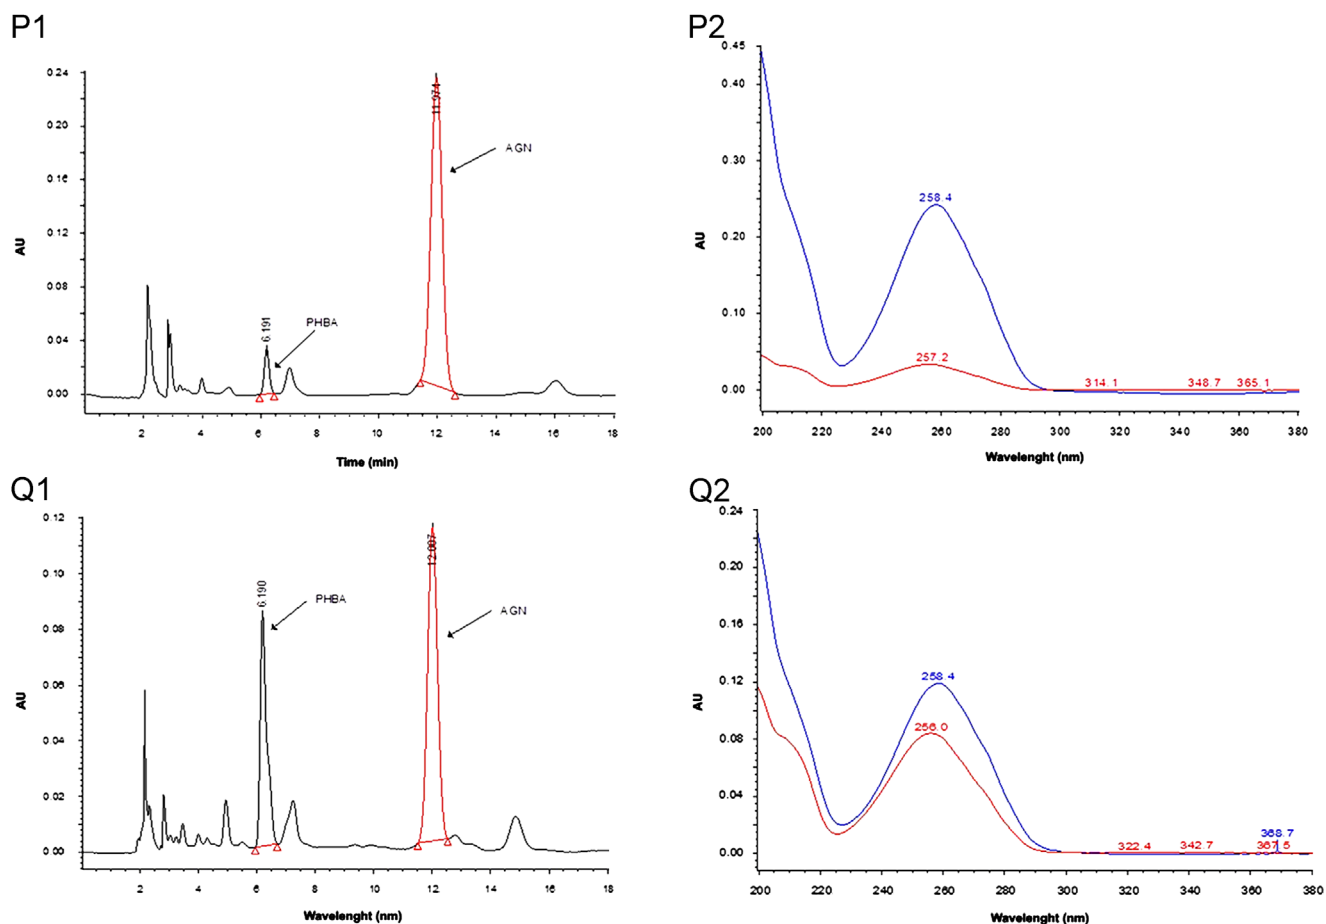 P1
0.24
0.20
0.16
0.12
0.08
0.04
0.00
AU
6.191
PHBA
11.971
AGN
2 4 6 8 10 12 14 16 18
Time (min)
P2
0.45
0.40
0.30
0.20
0.10
0.00
AU
258.4
257.2
314.1 348.7 365.1
200 220 240 260 280 300 320 340 360 380
Wavelenght (nm)
Q1
0.12
0.10
0.08
0.06
0.04
0.02
0.00
AU
6.190
PHBA
12.007
AGN
2 4 6 8 10 12 14 16 18
Wavelenght (nm)
Q2
0.24
0.20
0.16
0.12
0.08
0.04
0.00
AU
258.4
256.0
368.7
322.4 342.7 367.5
200 220 240 260 280 300 320 340 360 380
Wavelenght (nm)